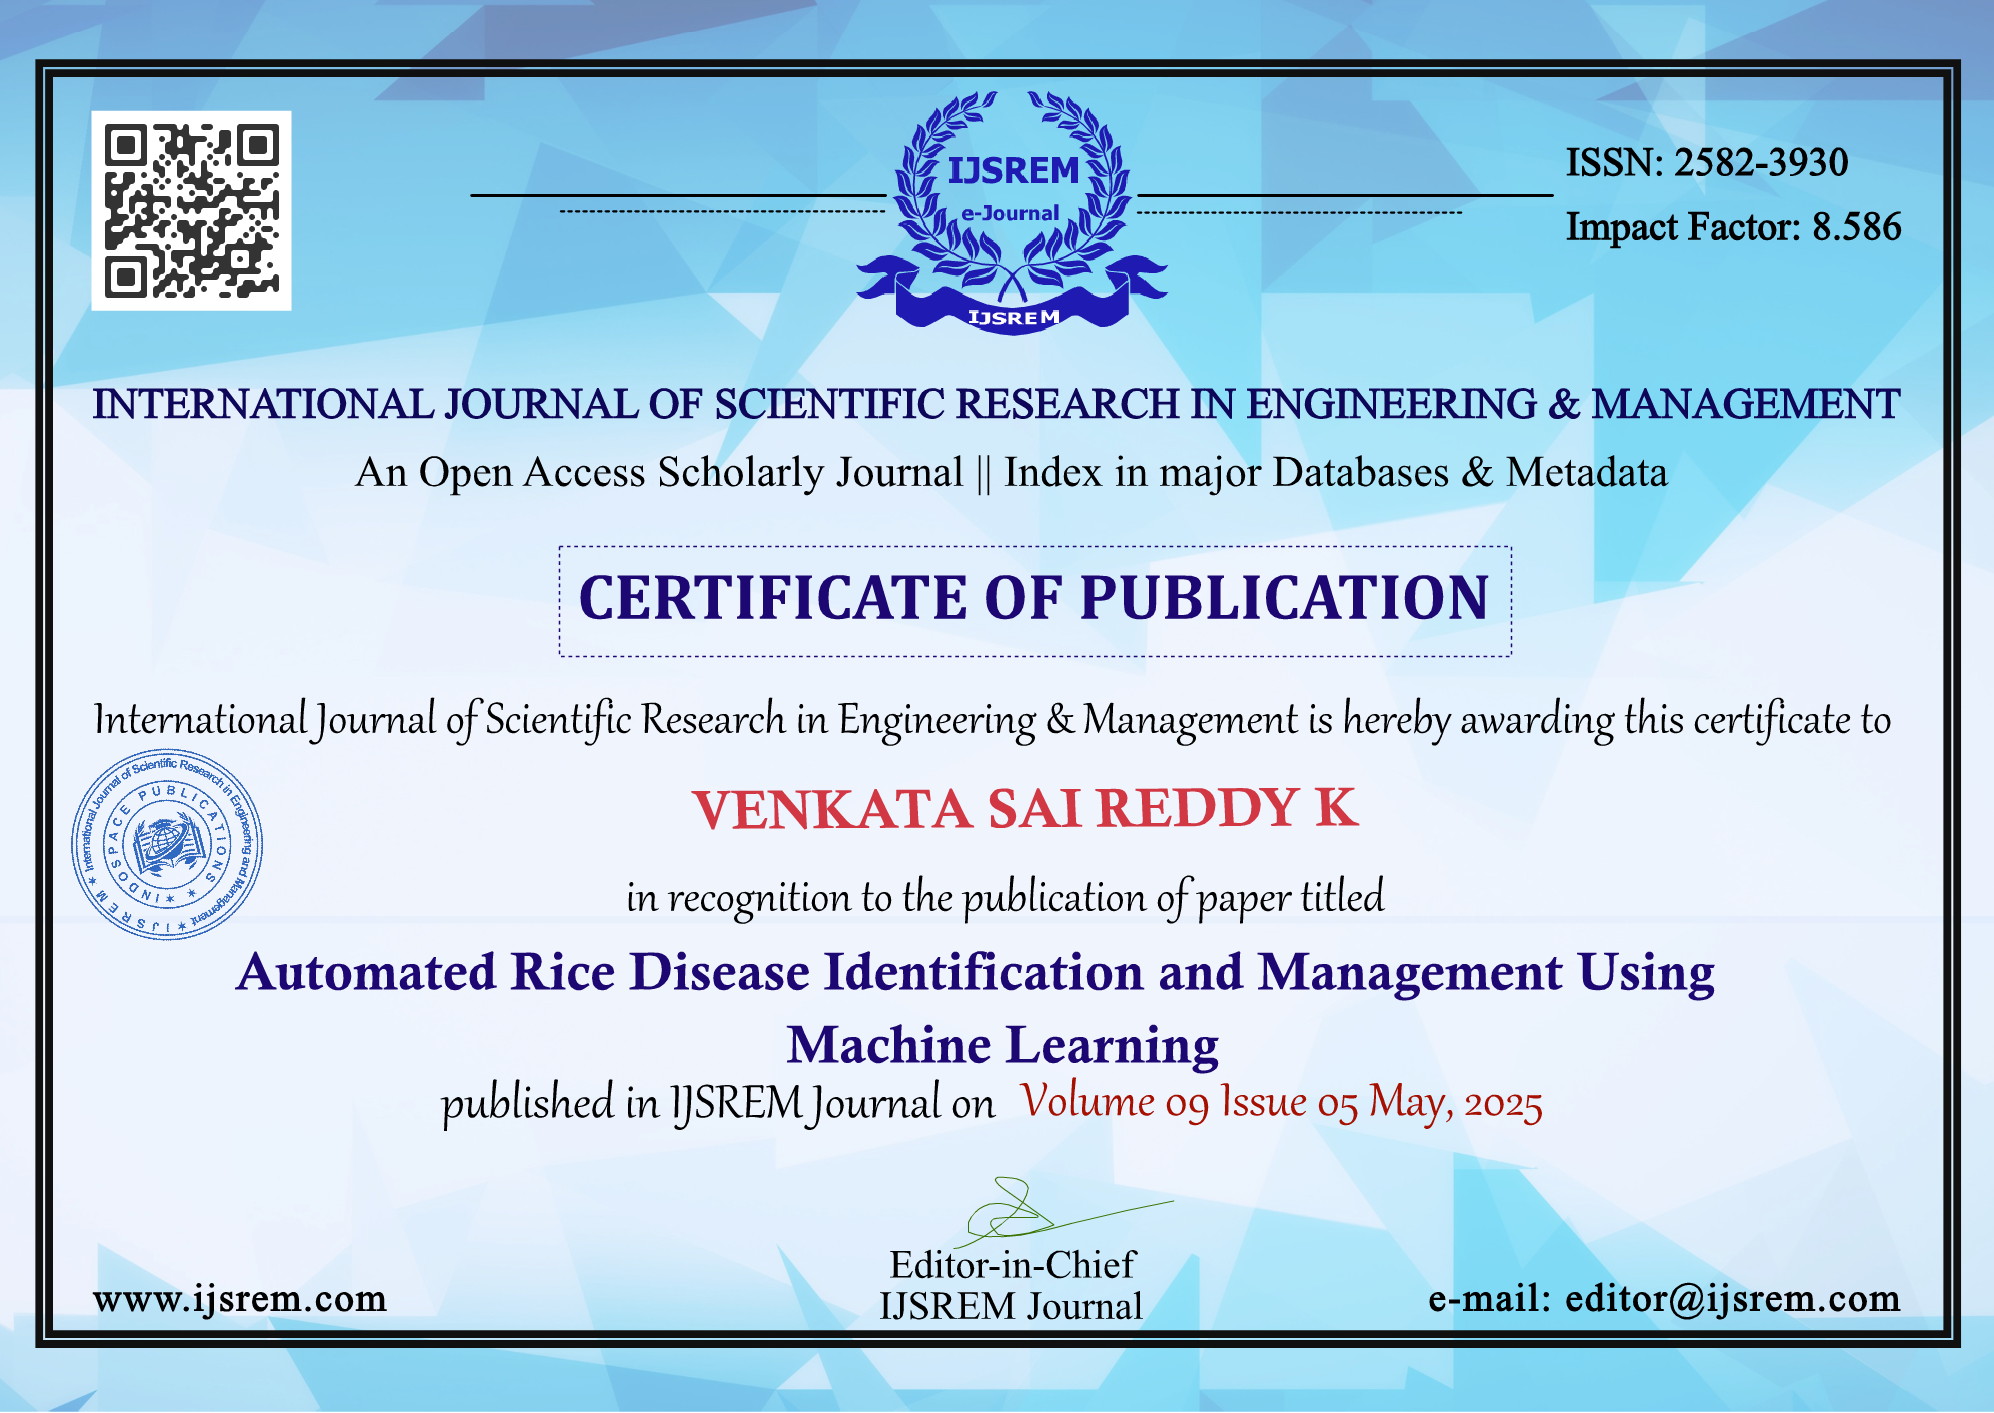 IJSREM
e-Journal
IJSREM
ISSN: 2582-3930
Impact Factor: 8.586
INTERNATIONAL JOURNAL OF SCIENTIFIC RESEARCH IN ENGINEERING & MANAGEMENT
An Open Access Scholarly Journal || Index in major Databases & Metadata
CERTIFICATE OF PUBLICATION
International Journal of Scientific Research in Engineering & Management is hereby awarding this certificate to
International Journal of Scientific Research in Engineering and Management ✶ IJSREM ✶
INDOSPACE PUBLICATIONS ✶ ✶
VENKATA SAI REDDY K
in recognition to the publication of paper titled
Automated Rice Disease Identification and Management Using
Machine Learning
published in IJSREM Journal on Volume 09 Issue 05 May, 2025
Editor-in-Chief
IJSREM Journal
www.ijsrem.com
e-mail: editor@ijsrem.com